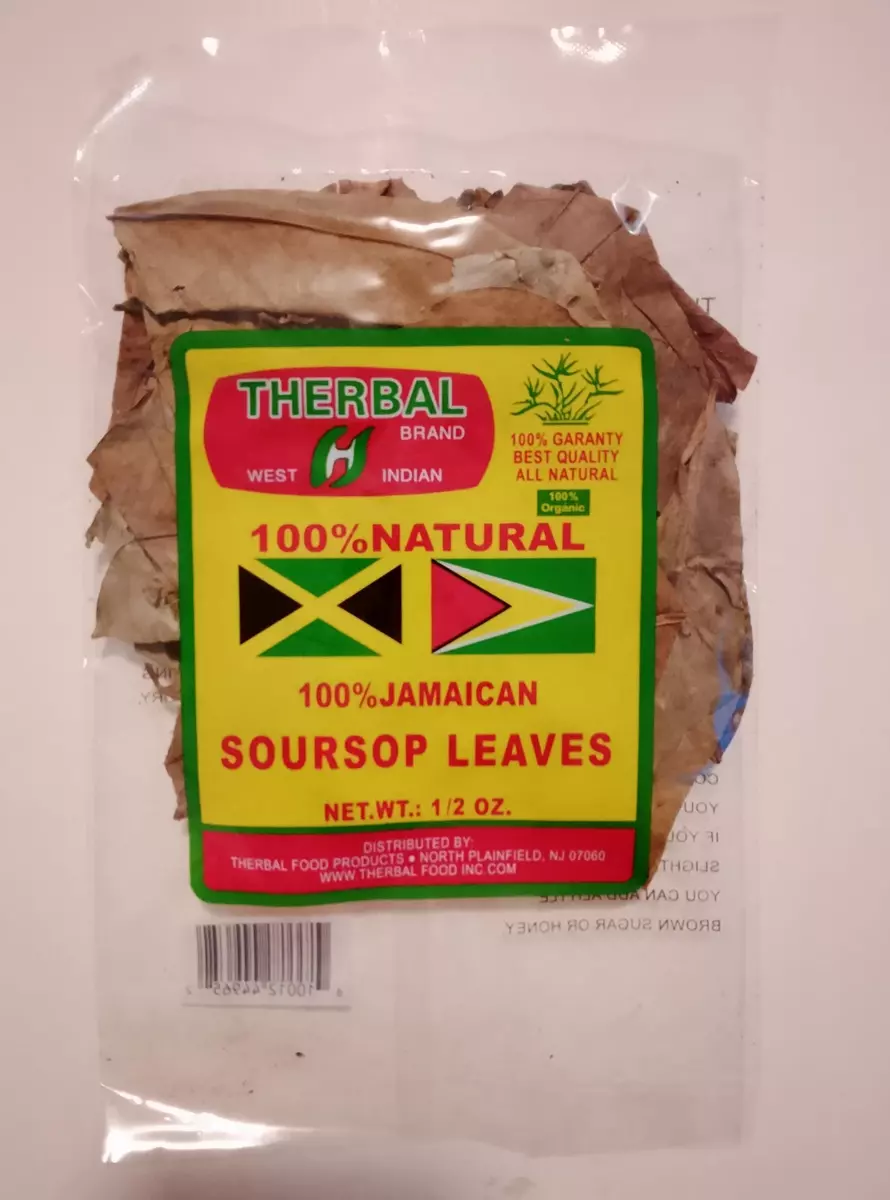 THERBAL
BRAND
WEST H INDIAN
100% GARANTY
BEST QUALITY
ALL NATURAL
100%
Organic
100%NATURAL
100%JAMAICAN
SOURSOP LEAVES
NET.WT.: 1/2 OZ.
DISTRIBUTED BY:
THERBAL FOOD PRODUCTS ● NORTH PLAINFIELD, NJ 07060
WWW THERBAL FOOD INC.COM
YOU
IF YOU
SLIGHT
YOU CAN ADD
BROWN SUGAR OR HONEY
10012 44965